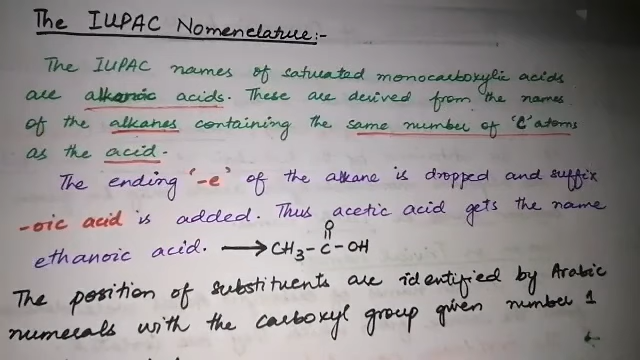 The IUPAC Nomenclature:-
The IUPAC names of saturated monocarboxylic acids
are alkanoic acids. These are derived from the names
of the alkanes containing the same number of 'C' atoms
as the acid.
The ending '-e' of the alkane is dropped and suffix
-oic acid is added. Thus acetic acid gets the name
O
ethanoic acid. → CH3-C-OH
The position of substituents are identified by Arabic
numerals with the carboxyl group given number 1